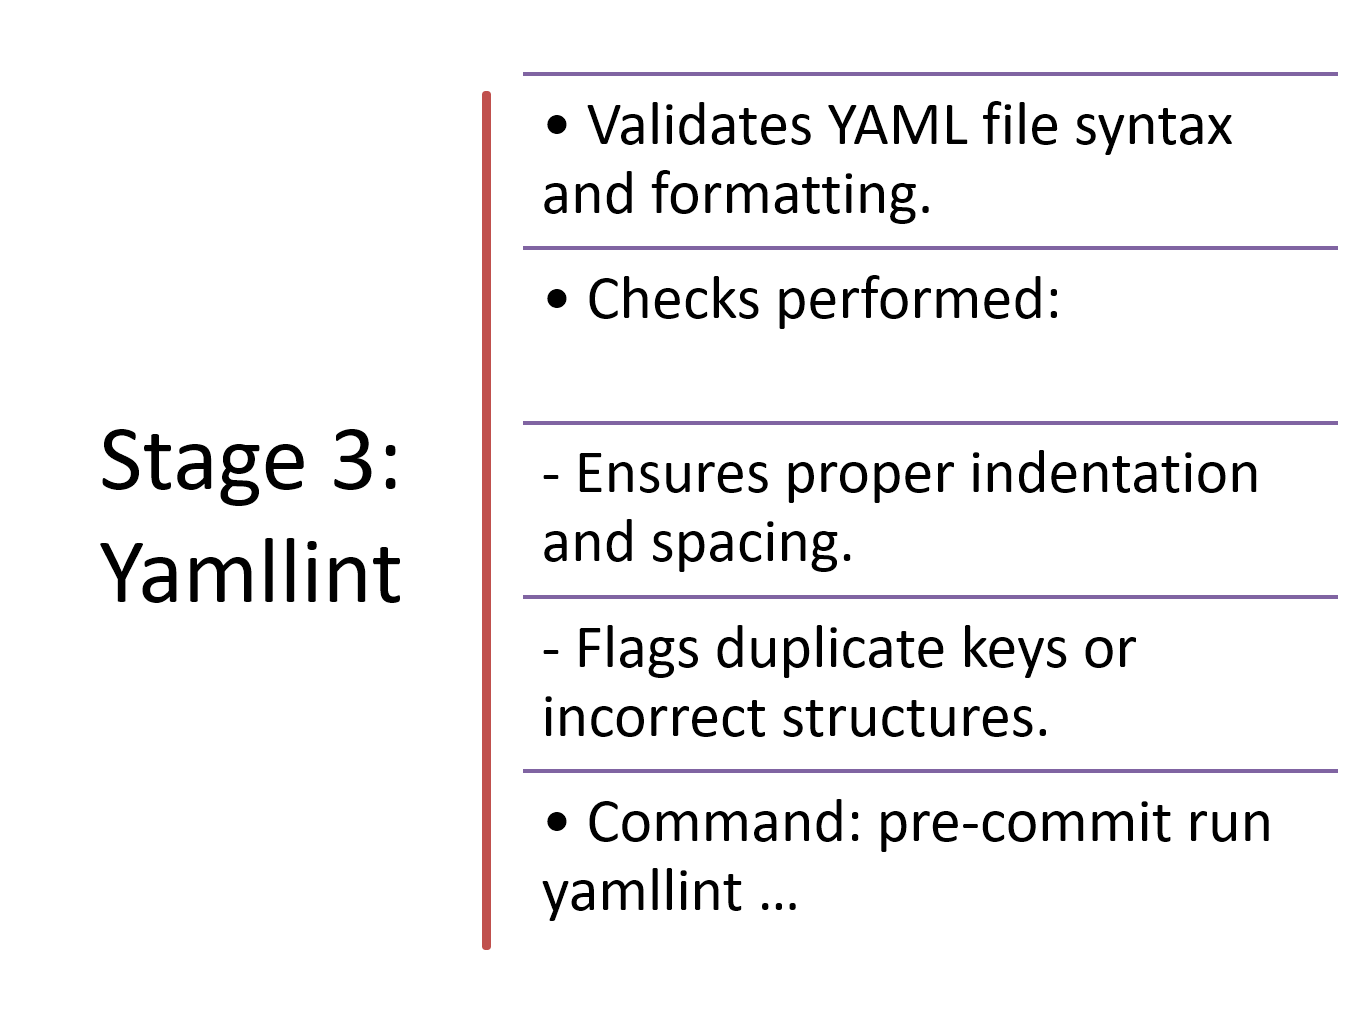 Stage 3:
Yamllint
• Validates YAML file syntax
and formatting.
• Checks performed:
- Ensures proper indentation
and spacing.
- Flags duplicate keys or
incorrect structures.
• Command: pre-commit run
yamllint ...